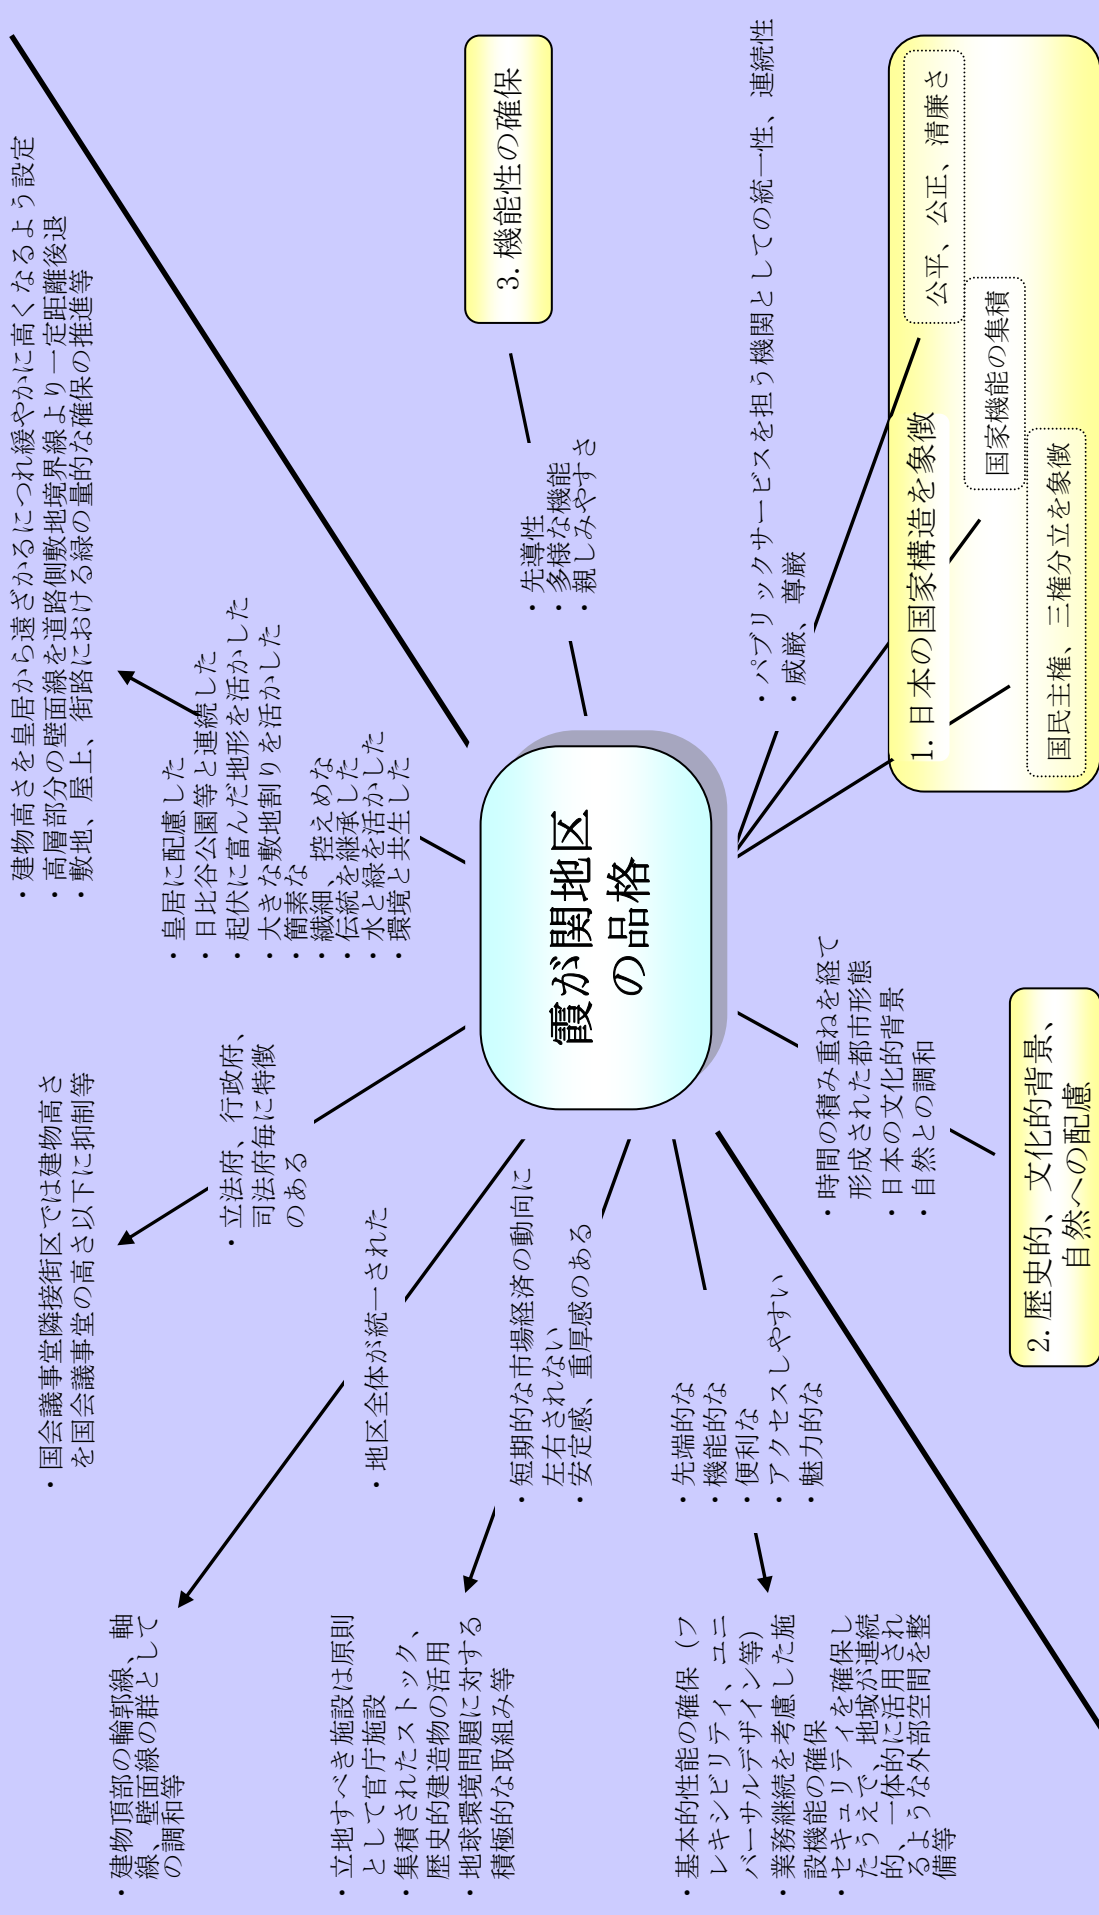 ・建物頂部の輪郭線、軸
線、壁面線の群として
の調和等
・国会議事堂隣接街区では建物高さ
を国会議事堂の高さ以下に抑制等
・建物高さを皇居から遠ざかるにつれ緩やかに高くなるよう設定
・高層部分の壁面線を道路側敷地境界線より一定距離後退
・敷地、屋上、街路における緑の量的な確保の推進等
・立地すべき施設は原則
として官庁施設
・集積されたストック、
歴史的建造物の活用
・地球環境問題に対する
積極的な取組み等
・地区全体が統一された
・立法府、行政府、
司法府毎に特徴
のある
・皇居に配慮した
・日比谷公園等と連続した
・起伏に富んだ地形を活かした
・大きな敷地割りを活かした
・簡素な
・繊細、控えめな
・伝統を継承した
・水と緑を活かした
・環境と共生した
・短期的な市場経済の動向に
左右されない
・安定感、重厚感のある
霞が関地区
の品格
・先導性
・多様な機能
・親しみやすさ
3. 機能性の確保
・基本的性能の確保（フ
レキシビリティ、ユニ
バーサルデザイン等）
・業務継続を考慮した施
設機能の確保
・セキュリティを確保し
たうえで、地域が連続
的、一体的に活用され
るような外部空間を整
備等
・先端的な
・機能的な
・便利な
・アクセスしやすい
・魅力的な
・時間の積み重ねを経て
形成された都市形態
・日本の文化的背景
・自然との調和
・パブリックサービスを担う機関としての統一性、連続性
・威厳、尊厳
2. 歴史的、文化的背景、
自然への配慮
1. 日本の国家構造を象徴
公平、公正、清廉さ
国家機能の集積
国民主権、三権分立を象徴